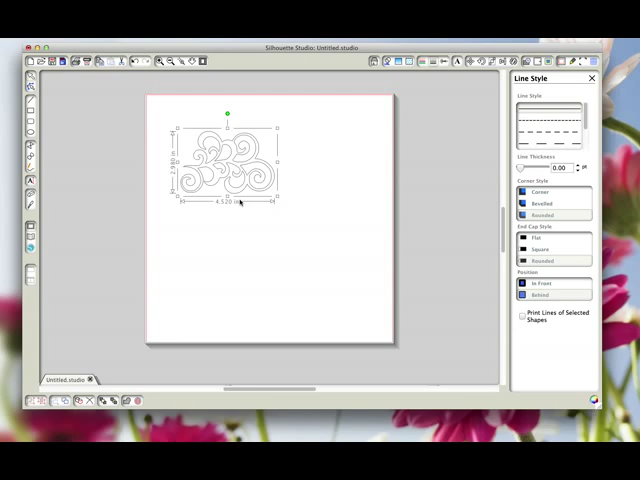 Silhouette Studio: Untitled.studio
Line Style
Line Style
Line Thickness
0.00 pt
Corner Style
Corner
Bevelled
Rounded
End Cap Style
Flat
Square
Rounded
Position
In Front
Behind
Print Lines of Selected
Shapes
4.520 in
Untitled.studio